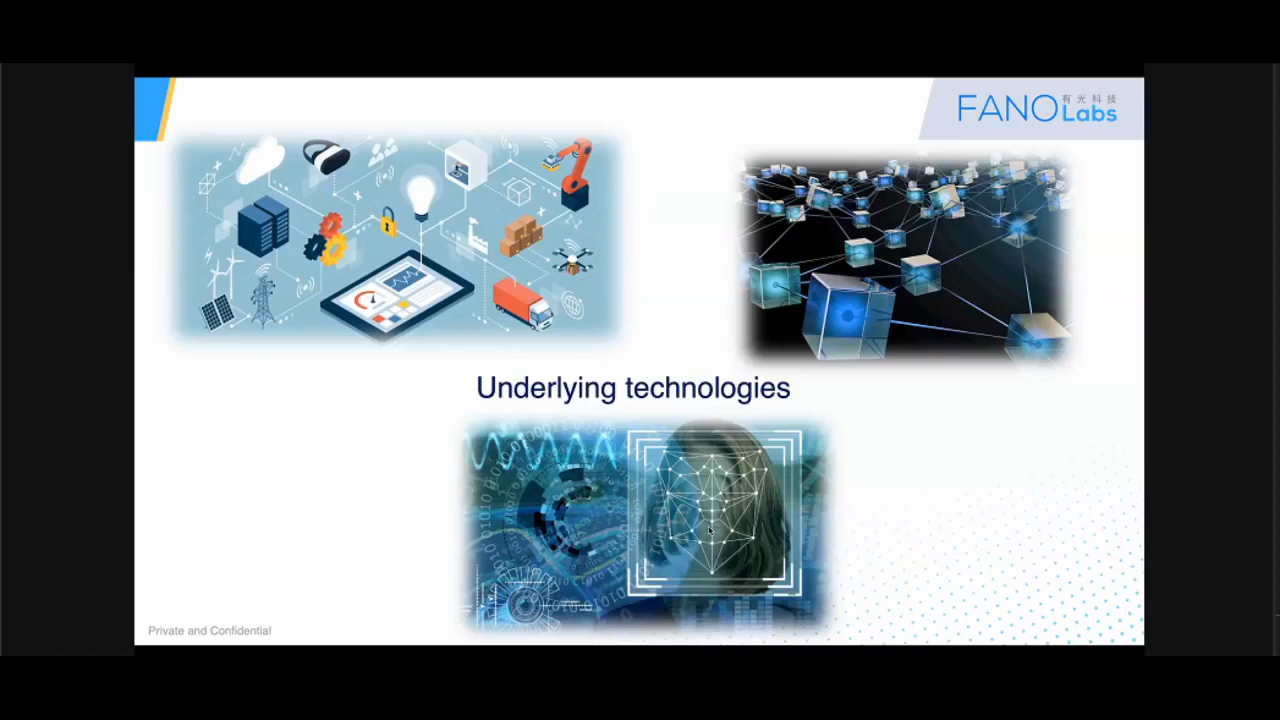 FANO
有光科技
Labs
Underlying technologies
Private and Confidential